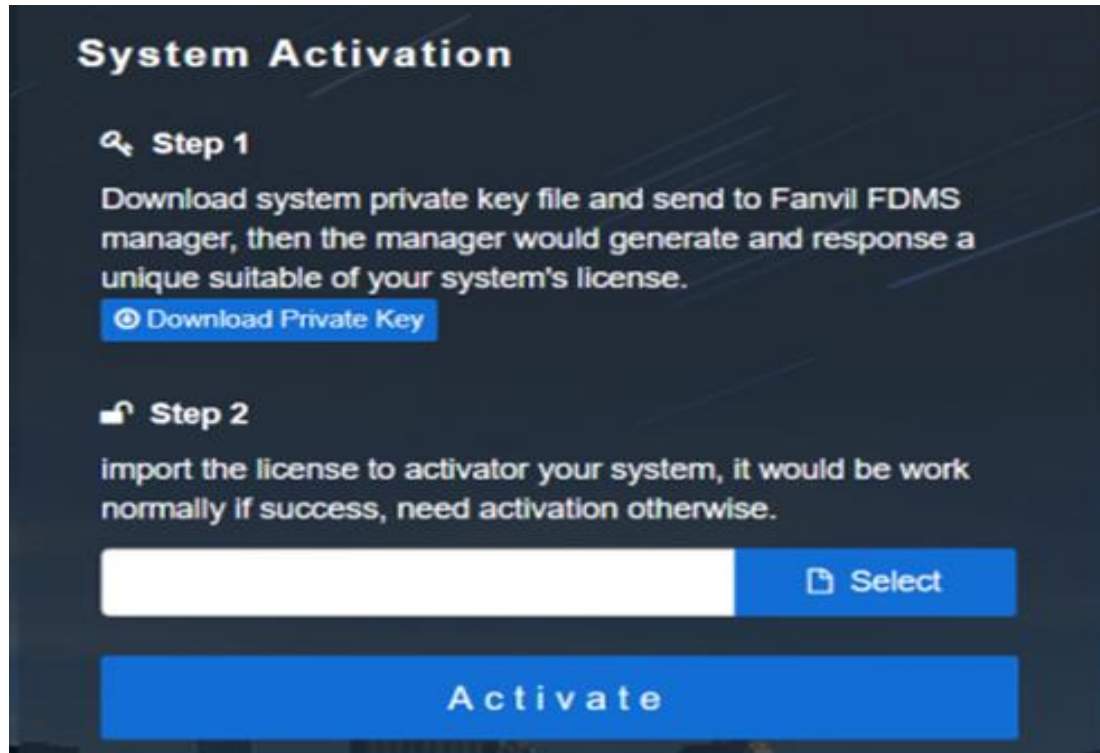 System Activation
Step 1
Download system private key file and send to Fanvil FDMS
manager, then the manager would generate and response a
unique suitable of your system's license.
Download Private Key
Step 2
import the license to activator your system, it would be work
normally if success, need activation otherwise.
Select
Activate